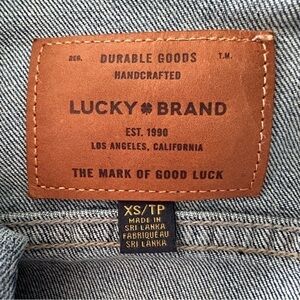 REG. DURABLE GOODS T.M.
HANDCRAFTED
LUCKY BRAND
EST. 1990
LOS ANGELES, CALIFORNIA
THE MARK OF GOOD LUCK
XS/TP
MADE IN
SRI LANKA
FABRIQUÉ AU
SRI LANKA